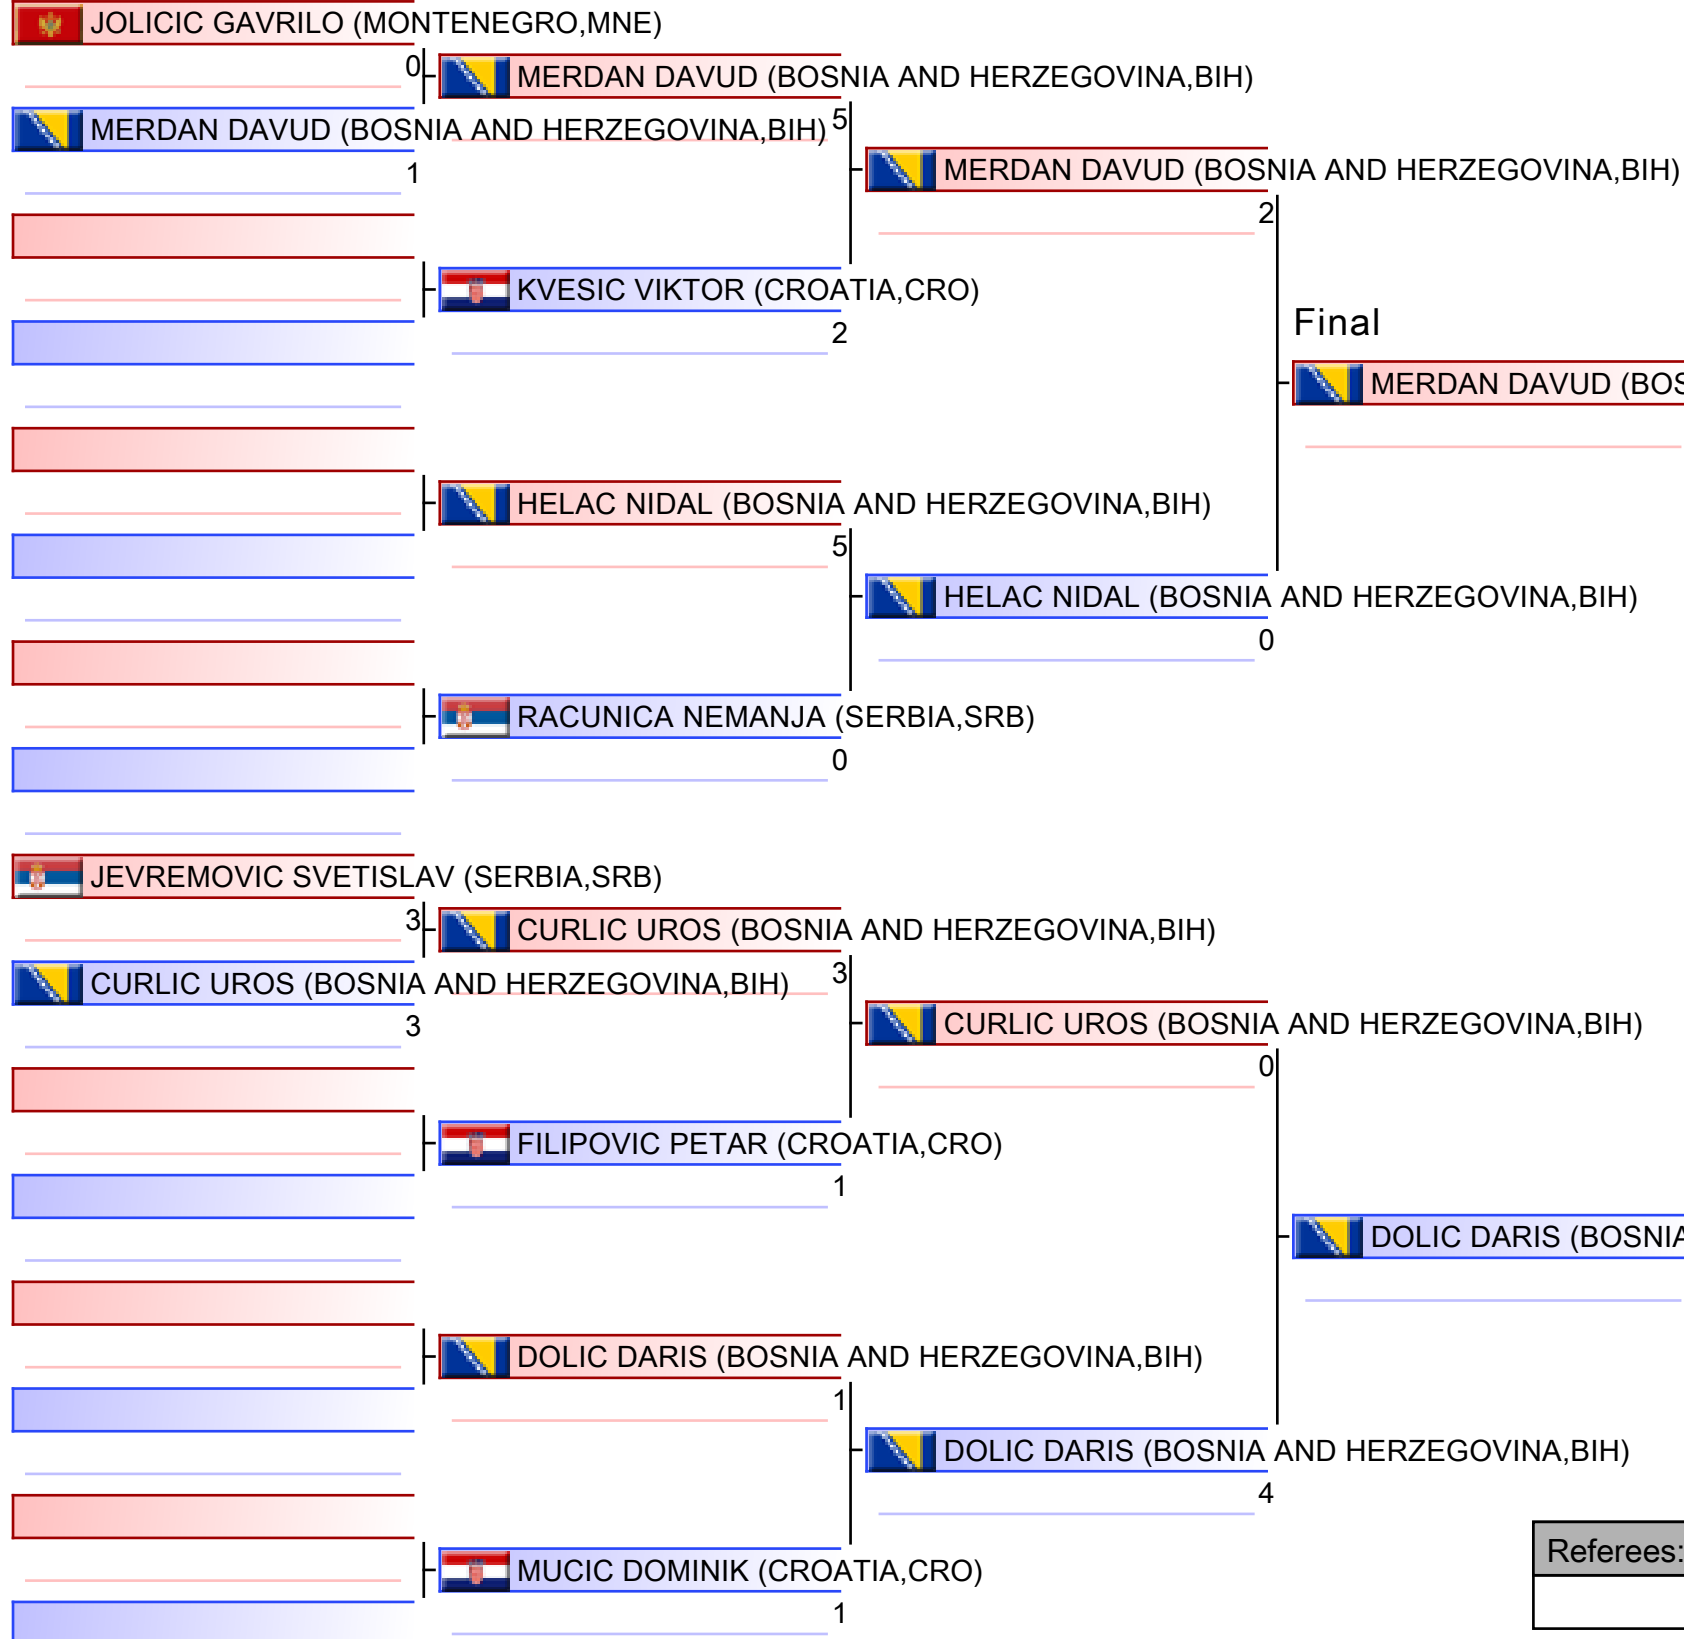 JOLICIC GAVRILO (MONTENEGRO,MNE)
0
MERDAN DAVUD (BOSNIA AND HERZEGOVINA,BIH)
5
MERDAN DAVUD (BOSNIA AND HERZEGOVINA,BIH)
1
MERDAN DAVUD (BOSNIA AND HERZEGOVINA,BIH)
2
KVESIC VIKTOR (CROATIA,CRO)
2
Final
MERDAN DAVUD (BOS
HELAC NIDAL (BOSNIA AND HERZEGOVINA,BIH)
5
HELAC NIDAL (BOSNIA AND HERZEGOVINA,BIH)
0
RACUNICA NEMANJA (SERBIA,SRB)
0
JEVREMOVIC SVETISLAV (SERBIA,SRB)
3
CURLIC UROS (BOSNIA AND HERZEGOVINA,BIH)
3
CURLIC UROS (BOSNIA AND HERZEGOVINA,BIH)
3
CURLIC UROS (BOSNIA AND HERZEGOVINA,BIH)
0
FILIPOVIC PETAR (CROATIA,CRO)
1
DOLIC DARIS (BOSNIA
DOLIC DARIS (BOSNIA AND HERZEGOVINA,BIH)
1
DOLIC DARIS (BOSNIA AND HERZEGOVINA,BIH)
4
MUCIC DOMINIK (CROATIA,CRO)
1
Referees: